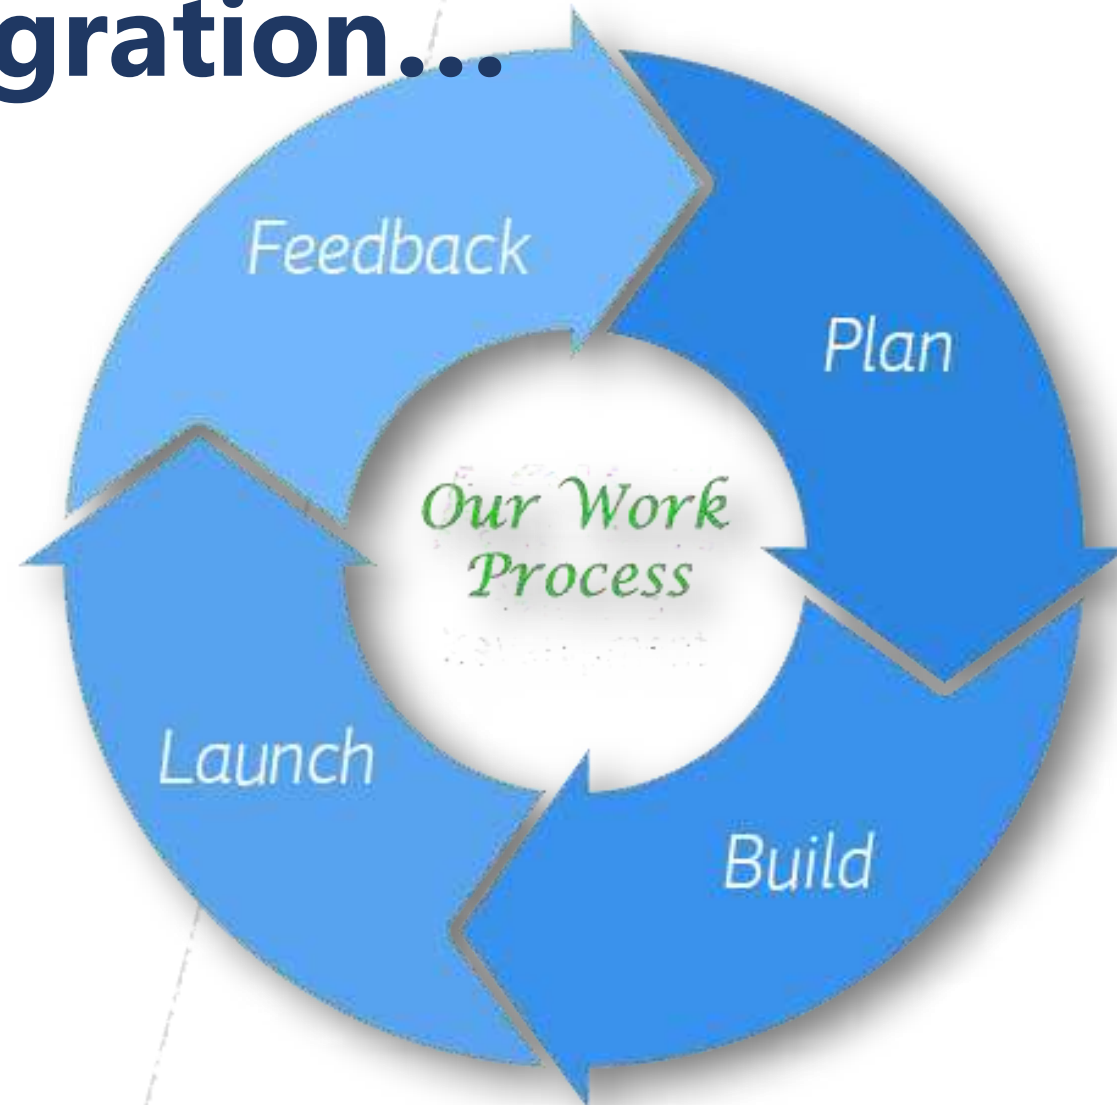 gration...
Feedback
Plan
Our Work
Process
Launch
Build